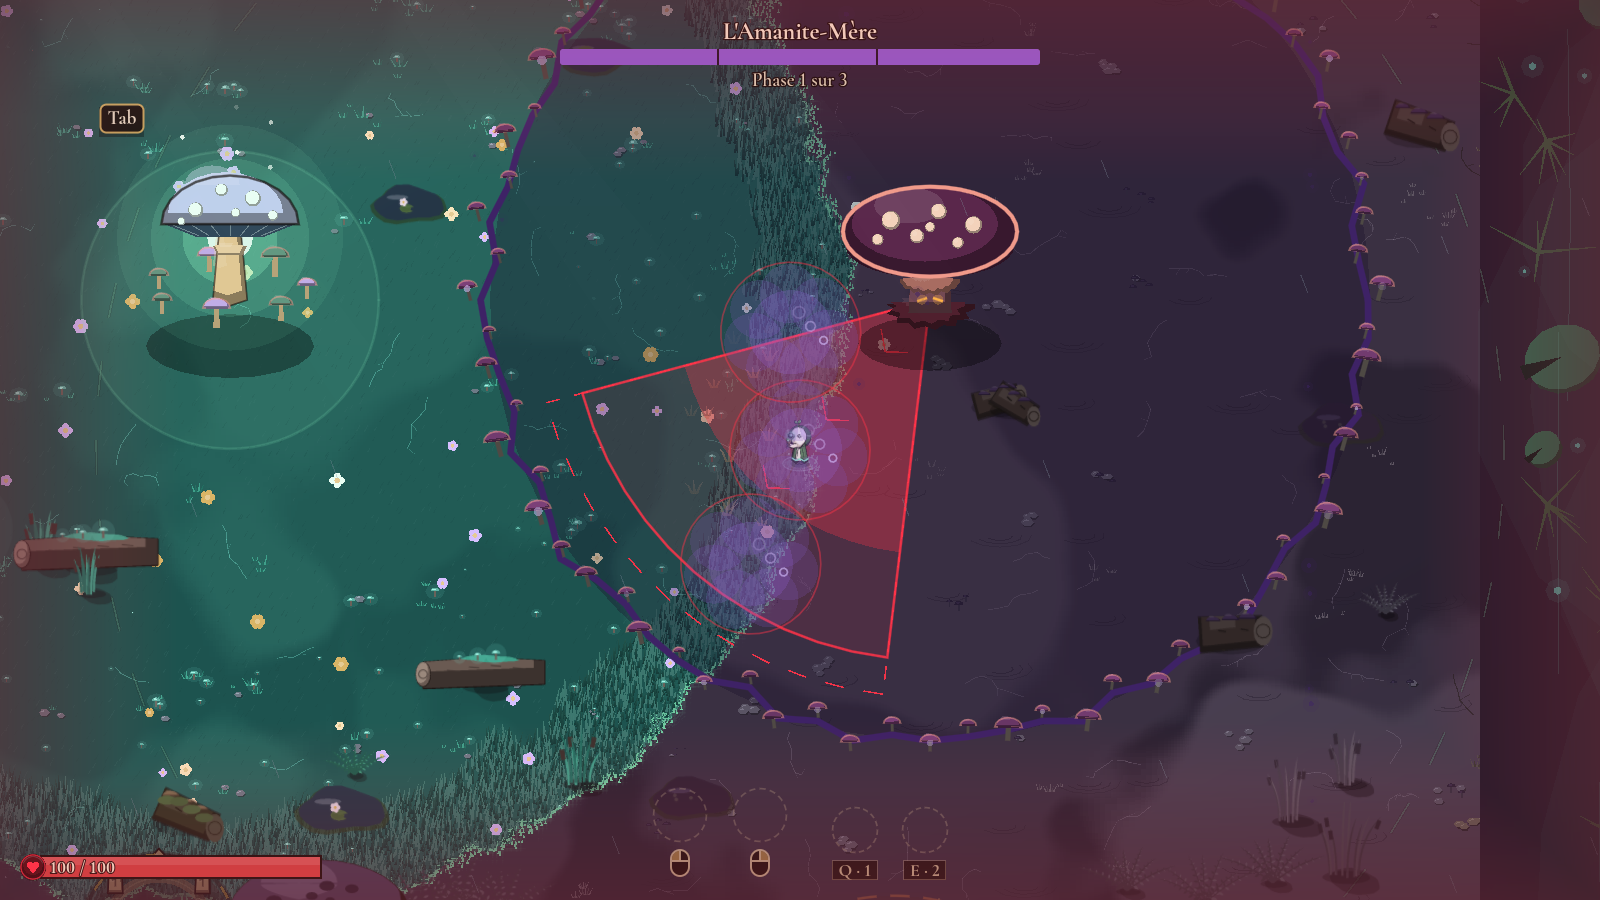 L'Amanite-Mère
Phase 1 sur 3
Tab
100 / 100
Q · 1
E · 2